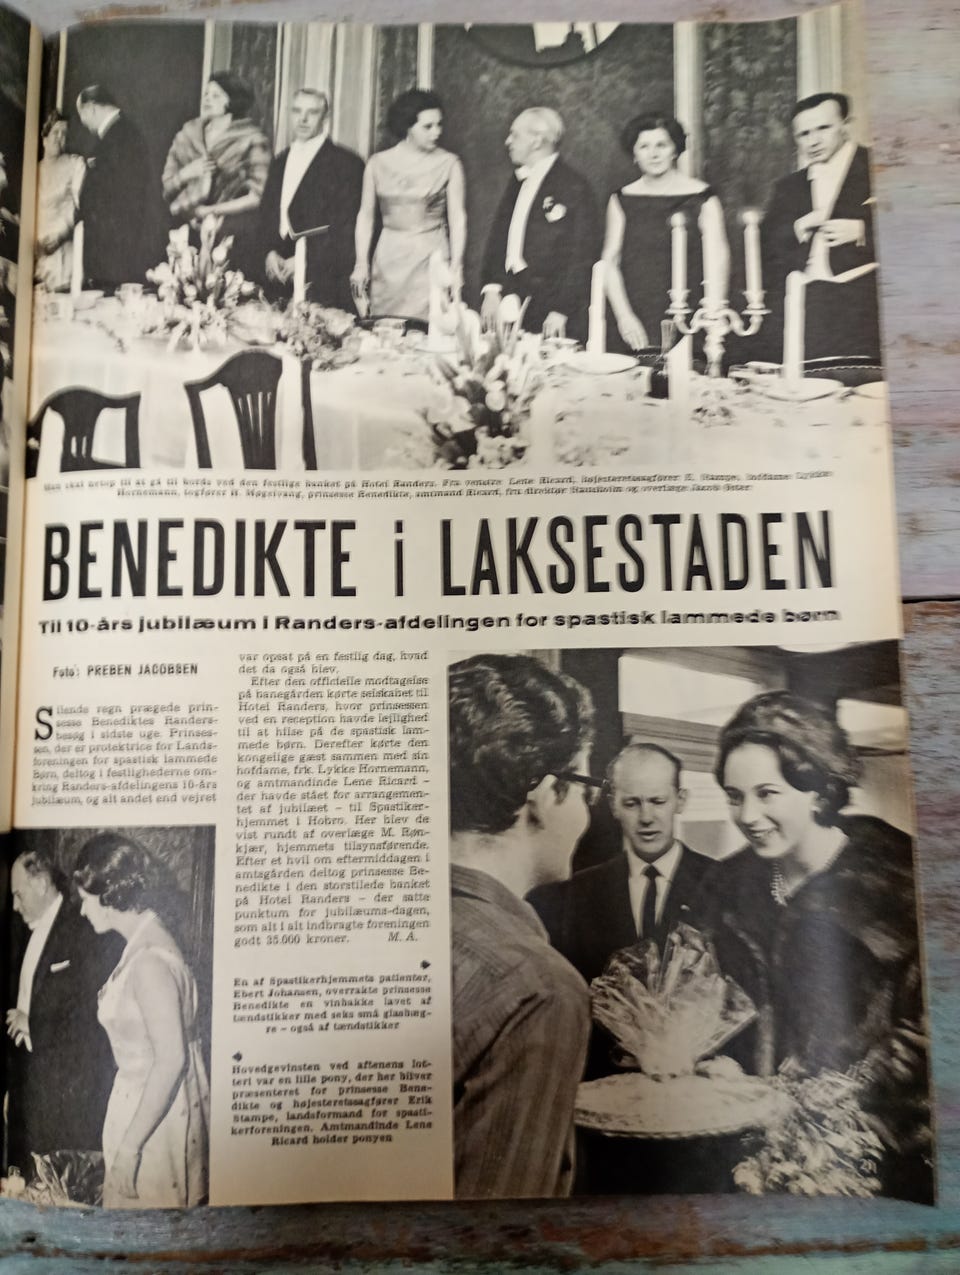 Man skal netop til at gå til bords ved den festlige banket på Hotel Randers. Fra venstre: Lene Ricard, højesteretssagfører E. Stampe, hofdame Lykke
Hornemann, togfører H. Møgelvang, prinsesse Benedikte, amtmand Ricard, fru direktør Ramsholm og overlæge Jacob Øster
BENEDIKTE i LAKSESTADEN
Til 10-års jubilæum i Randers-afdelingen for spastisk lammede børn
Foto: PREBEN JACOBSEN
Silende regn prægede prin-
sesse Benediktes Randers-
besøg i sidste uge. Prinses-
sen, der er protektrice for Lands-
foreningen for spastisk lammede
Børn, deltog i festlighederne om-
kring Randers-afdelingens 10-års
jubilæum, og alt andet end vejret
var opsat på en festlig dag, hvad
det da også blev.
Efter den officielle modtagelse
på banegården kørte selskabet til
Hotel Randers, hvor prinsessen
ved en reception havde lejlighed
til at hilse på de spastisk lam-
mede børn. Derefter kørte den
kongelige gæst sammen med sin
hofdame, frk. Lykke Hornemann,
og amtmandinde Lene Ricard –
der havde stået for arrangemen-
tet af jubilæet – til Spastiker-
hjemmet i Hobro. Her blev de
vist rundt af overlæge M. Røn-
kjær, hjemmets tilsynsførende.
Efter et hvil om eftermiddagen i
amtsgården deltog prinsesse Be-
nedikte i den storstilede banket
på Hotel Randers – der satte
punktum for jubilæums-dagen,
som alt i alt indbragte foreningen
godt 35.000 kroner. M. A.
En af Spastikerhjemmets patienter,
Ebert Johansen, overrakte prinsesse
Benedikte en vinbakke lavet af
tændstikker med seks små glasbæg-
re – også af tændstikker
Hovedgevinsten ved aftenens lot-
teri var en lille pony, der her bliver
præsenteret for prinsesse Bene-
dikte og højesteretssagfører Erik
Stampe, landsformand for spasti-
kerforeningen. Amtmandinde Lene
Ricard holder ponyen